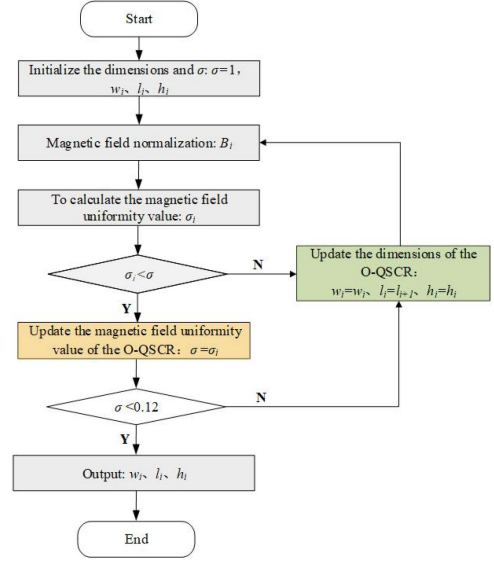 Start
Initialize the dimensions and σ: σ=1，
wᵢ、lᵢ、hᵢ
Magnetic field normalization: Bᵢ
To calculate the magnetic field
uniformity value: σᵢ
σᵢ<σ
N
Update the dimensions of the
O-QSCR：
wᵢ=wᵢ、lᵢ=lᵢ₊₁、hᵢ=hᵢ
Y
Update the magnetic field uniformity
value of the O-QSCR：σ=σᵢ
σ<0.12
N
Y
Output: wᵢ、lᵢ、hᵢ
End